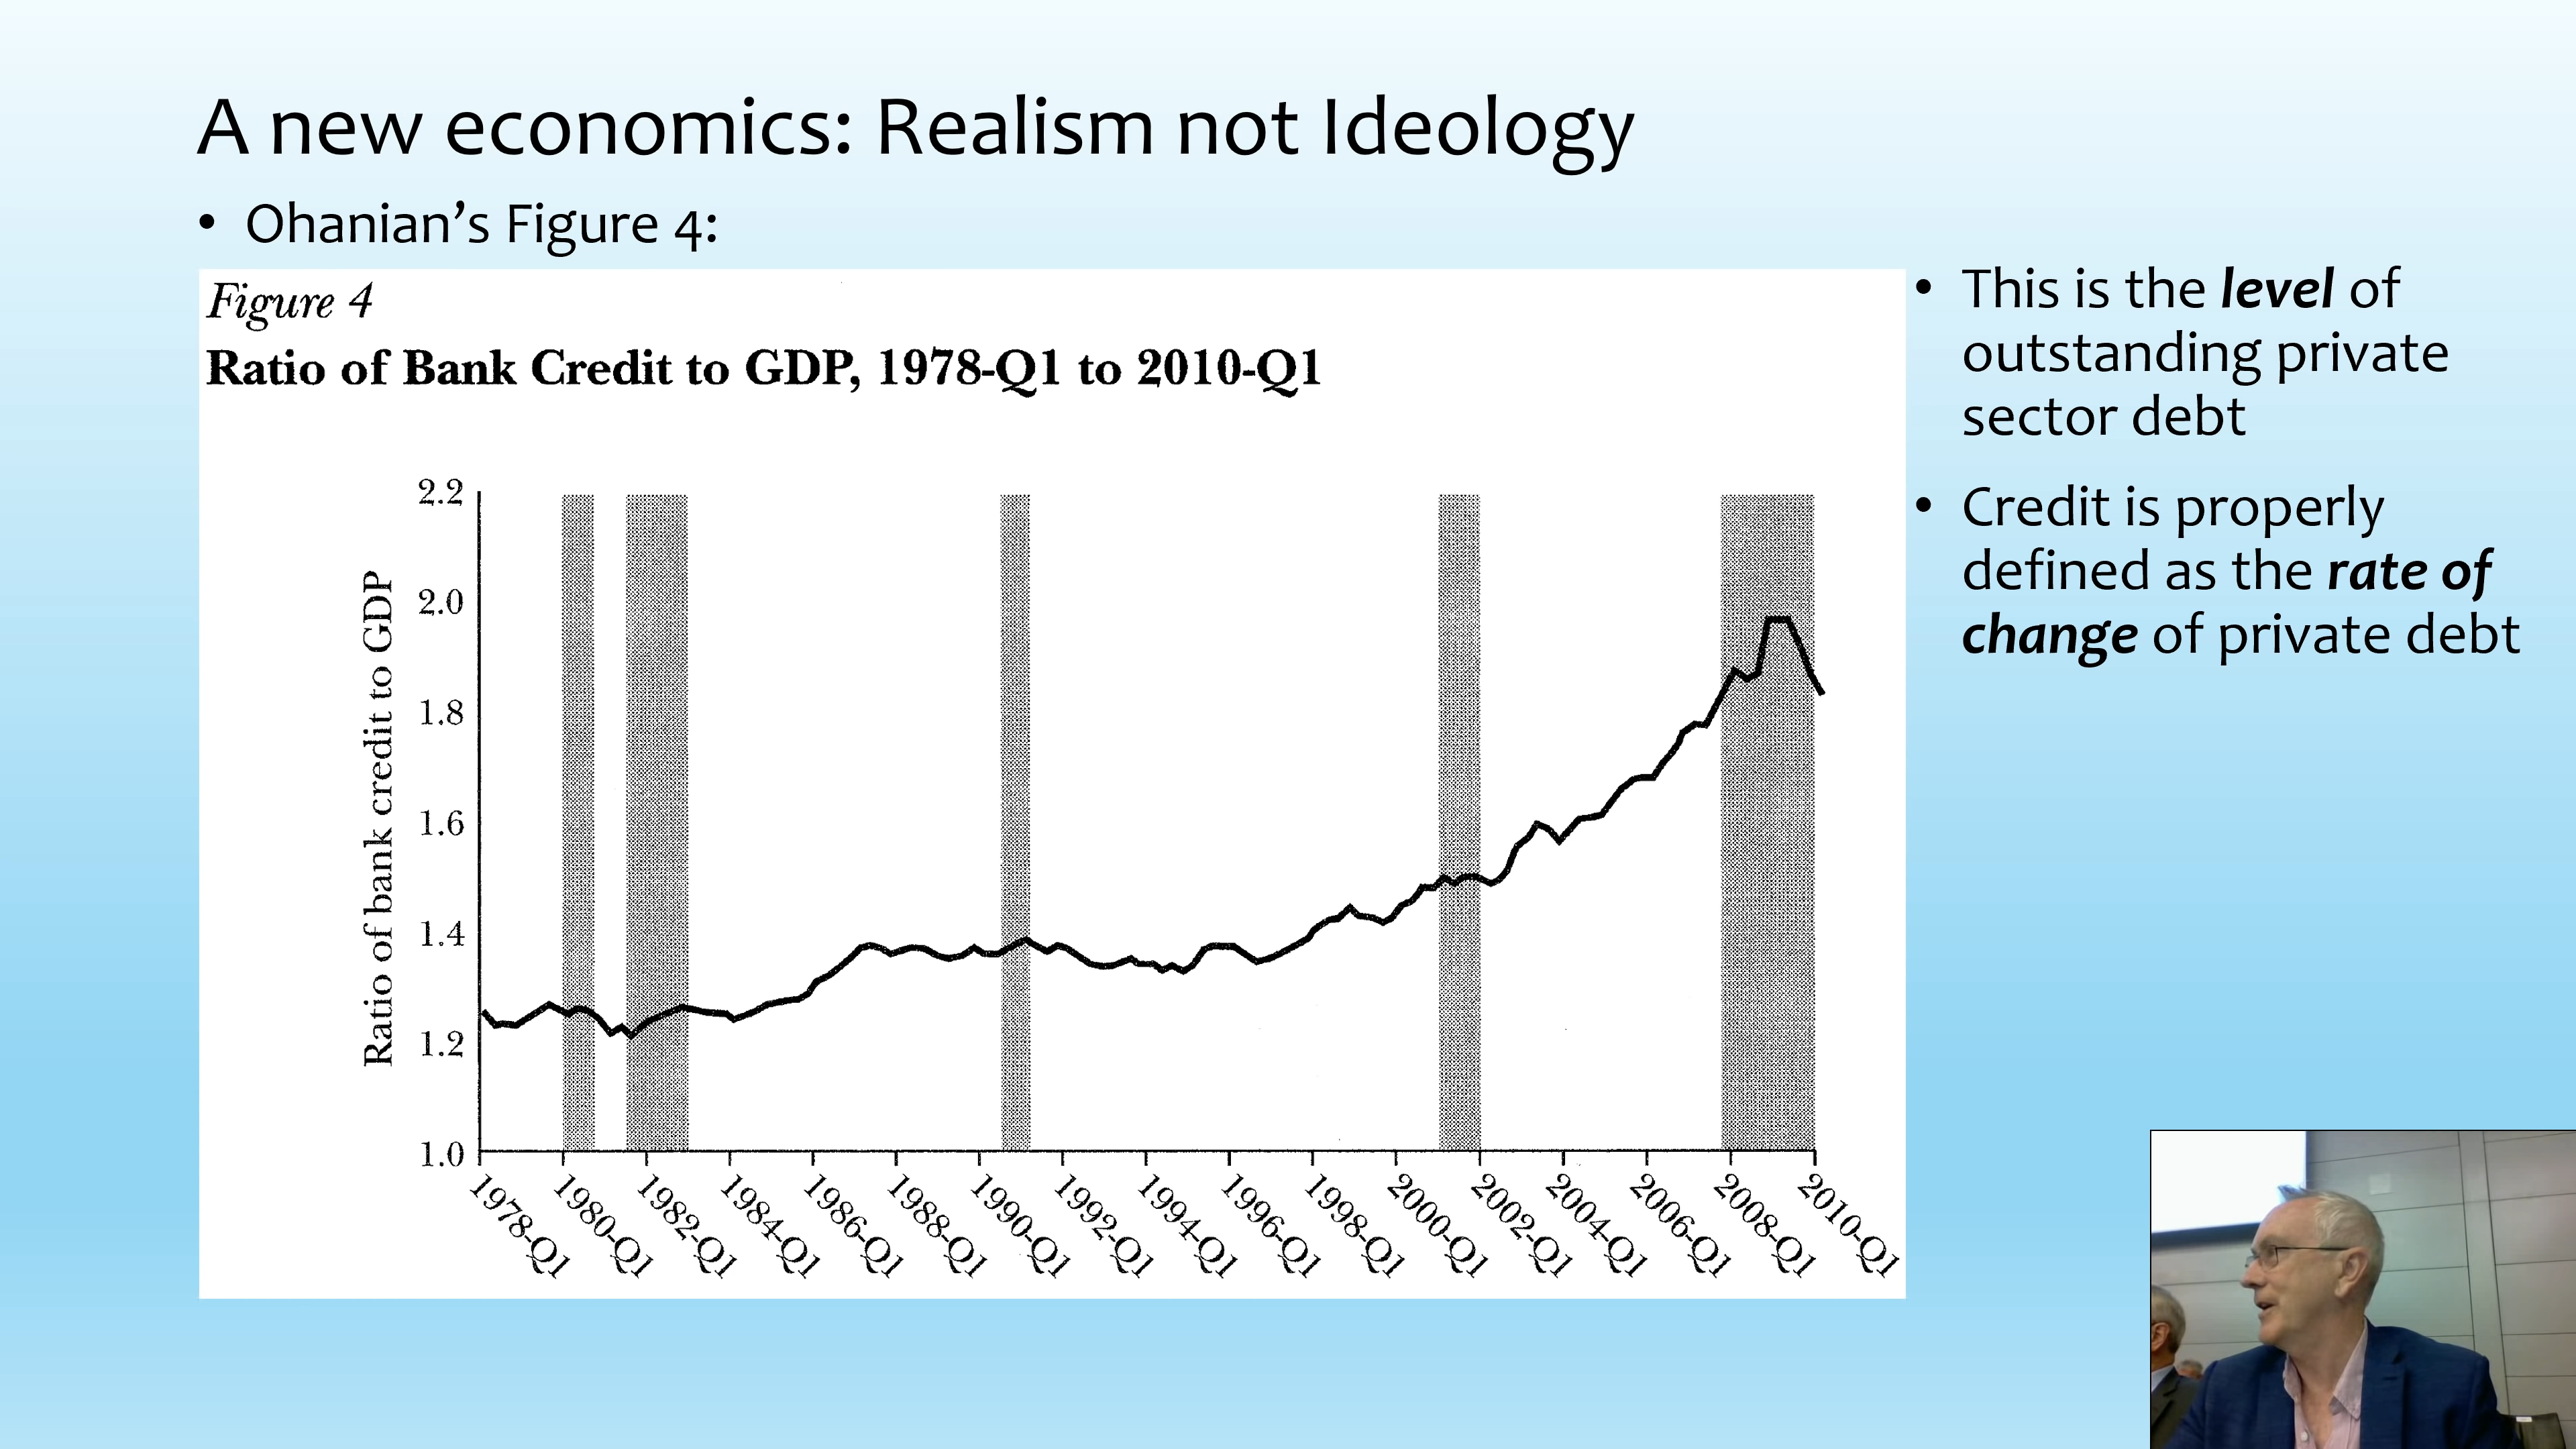 A new economics: Realism not Ideology
• Ohanian’s Figure 4:
Figure 4
Ratio of Bank Credit to GDP, 1978-Q1 to 2010-Q1
Ratio of bank credit to GDP
2.2
2.0
1.8
1.6
1.4
1.2
1.0
1978-Q1
1980-Q1
1982-Q1
1984-Q1
1986-Q1
1988-Q1
1990-Q1
1992-Q1
1994-Q1
1996-Q1
1998-Q1
2000-Q1
2002-Q1
2004-Q1
2006-Q1
2008-Q1
2010-Q1
• This is the level of
outstanding private
sector debt
• Credit is properly
defined as the rate of
change of private debt